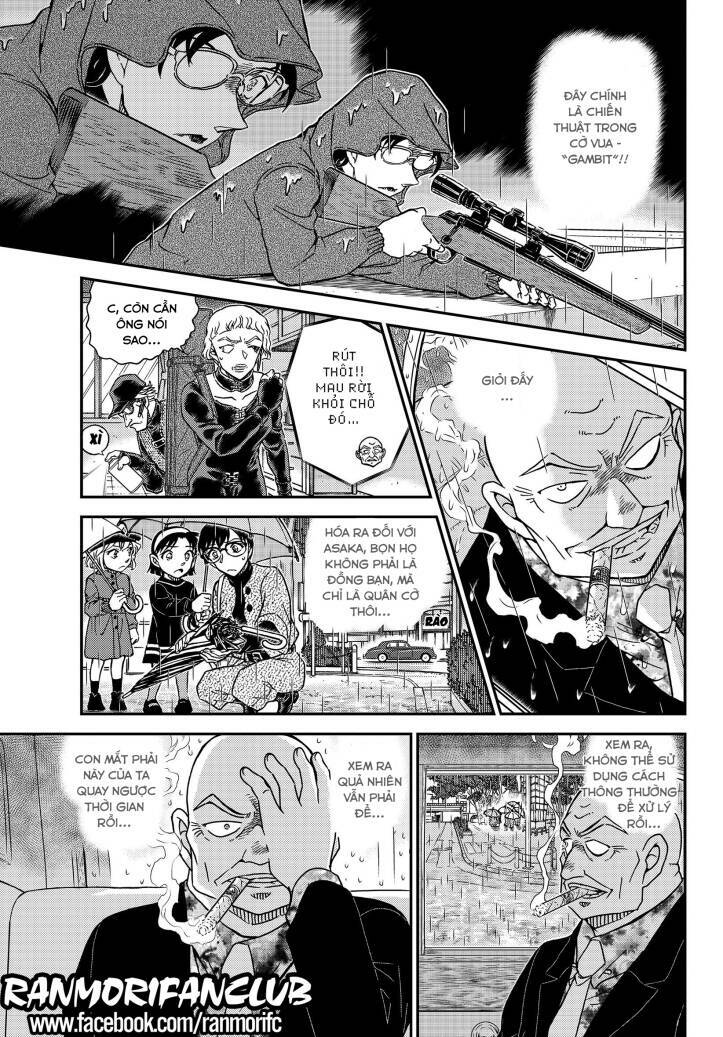 ĐÂY CHÍNH
LÀ CHIẾN
THUẬT TRONG
CỜ VUA -
"GAMBIT"!!
C, CÒN CẦN
ÔNG NÓI
SAO...
XÌ
RÚT
THÔI!!
MAU RỜI
KHỎI CHỖ
ĐÓ...
GIỎI ĐẤY
...
HÓA RA ĐỐI VỚI
ASAKA, BỌN HỌ
KHÔNG PHẢI LÀ
ĐỒNG BẠN, MÀ
CHỈ LÀ QUÂN CỜ
THÔI...
RÀO
CON MẮT PHẢI
NÀY CỦA TA
QUAY NGƯỢC
THỜI GIAN
RỒI...
XEM RA
QUẢ NHIÊN
VẪN PHẢI
ĐỂ...
XEM RA,
KHÔNG THỂ SỬ
DỤNG CÁCH
THÔNG THƯỜNG
ĐỂ XỬ LÝ
RỒI...
RANMORIFANCLUB
www.facebook.com/ranmorifc